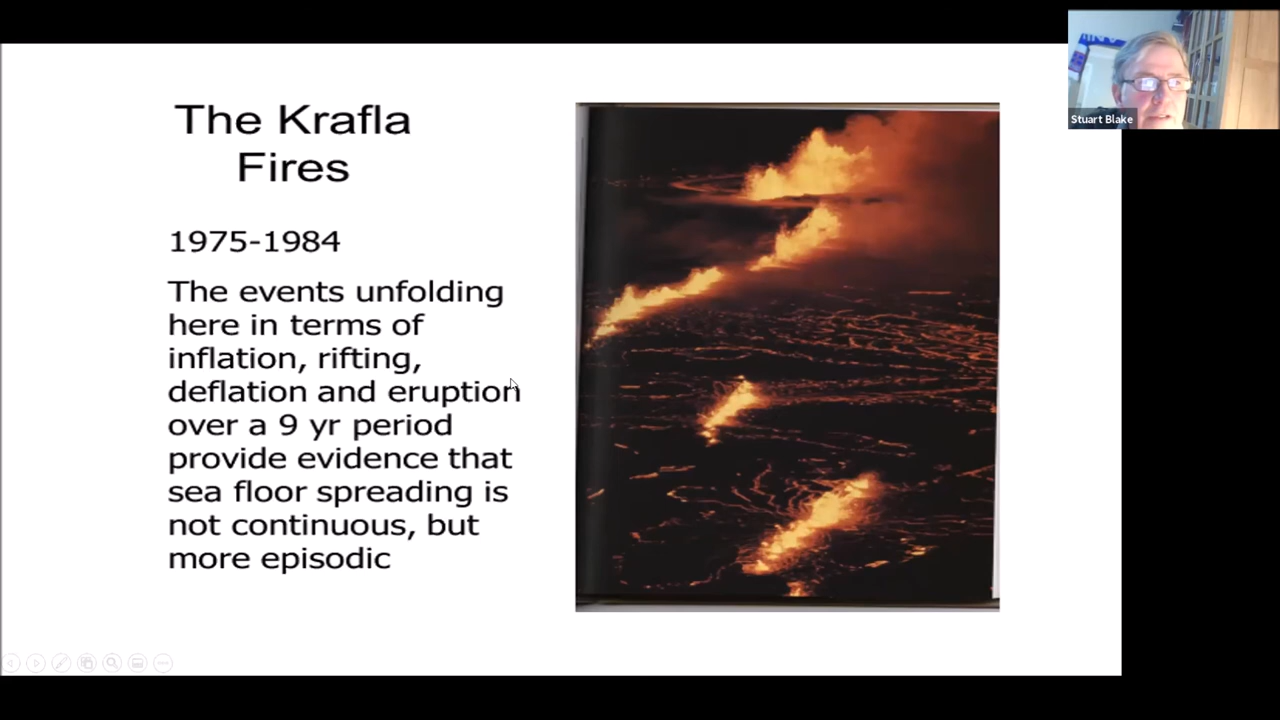 The Krafla
Fires
1975-1984
The events unfolding
here in terms of
inflation, rifting,
deflation and eruption
over a 9 yr period
provide evidence that
sea floor spreading is
not continuous, but
more episodic
Stuart Blake